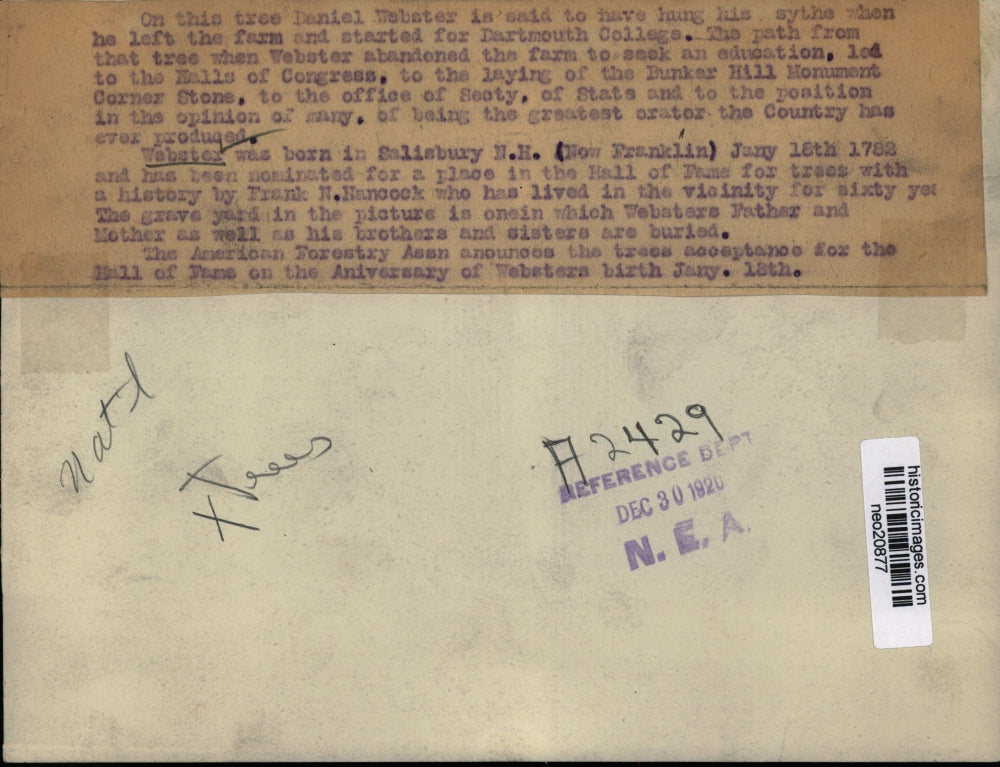 On this tree Daniel Webster is said to have hung his sythe when
he left the farm and started for Dartmouth College. The path from
that tree when Webster abandoned the farm to seek an education, led
to the Halls of Congress, to the laying of the Bunker Hill Monument
Corner Stone, to the office of Secty, of State and to the position
in the opinion of many, of being the greatest orator the Country has
ever produced.
Webster was born in Salisbury N.H. (Now Franklin) Jany 18th 1782
and has been nominated for a place in the Hall of Fame for trees with
a history by Frank N.Hancock who has lived in the vicinity for sixty yea
The grave yard in the picture is onein which Websters Father and
Mother as well as his brothers and sisters are buried.
The American Forestry Assn anounces the trees acceptance for the
Hall of Fame on the Aniversary of Websters birth Jany. 18th.
Nat'l
Trees
A2429
REFERENCE DEPT
DEC 30 1920
N. E. A.
historicimages.com
neo20877